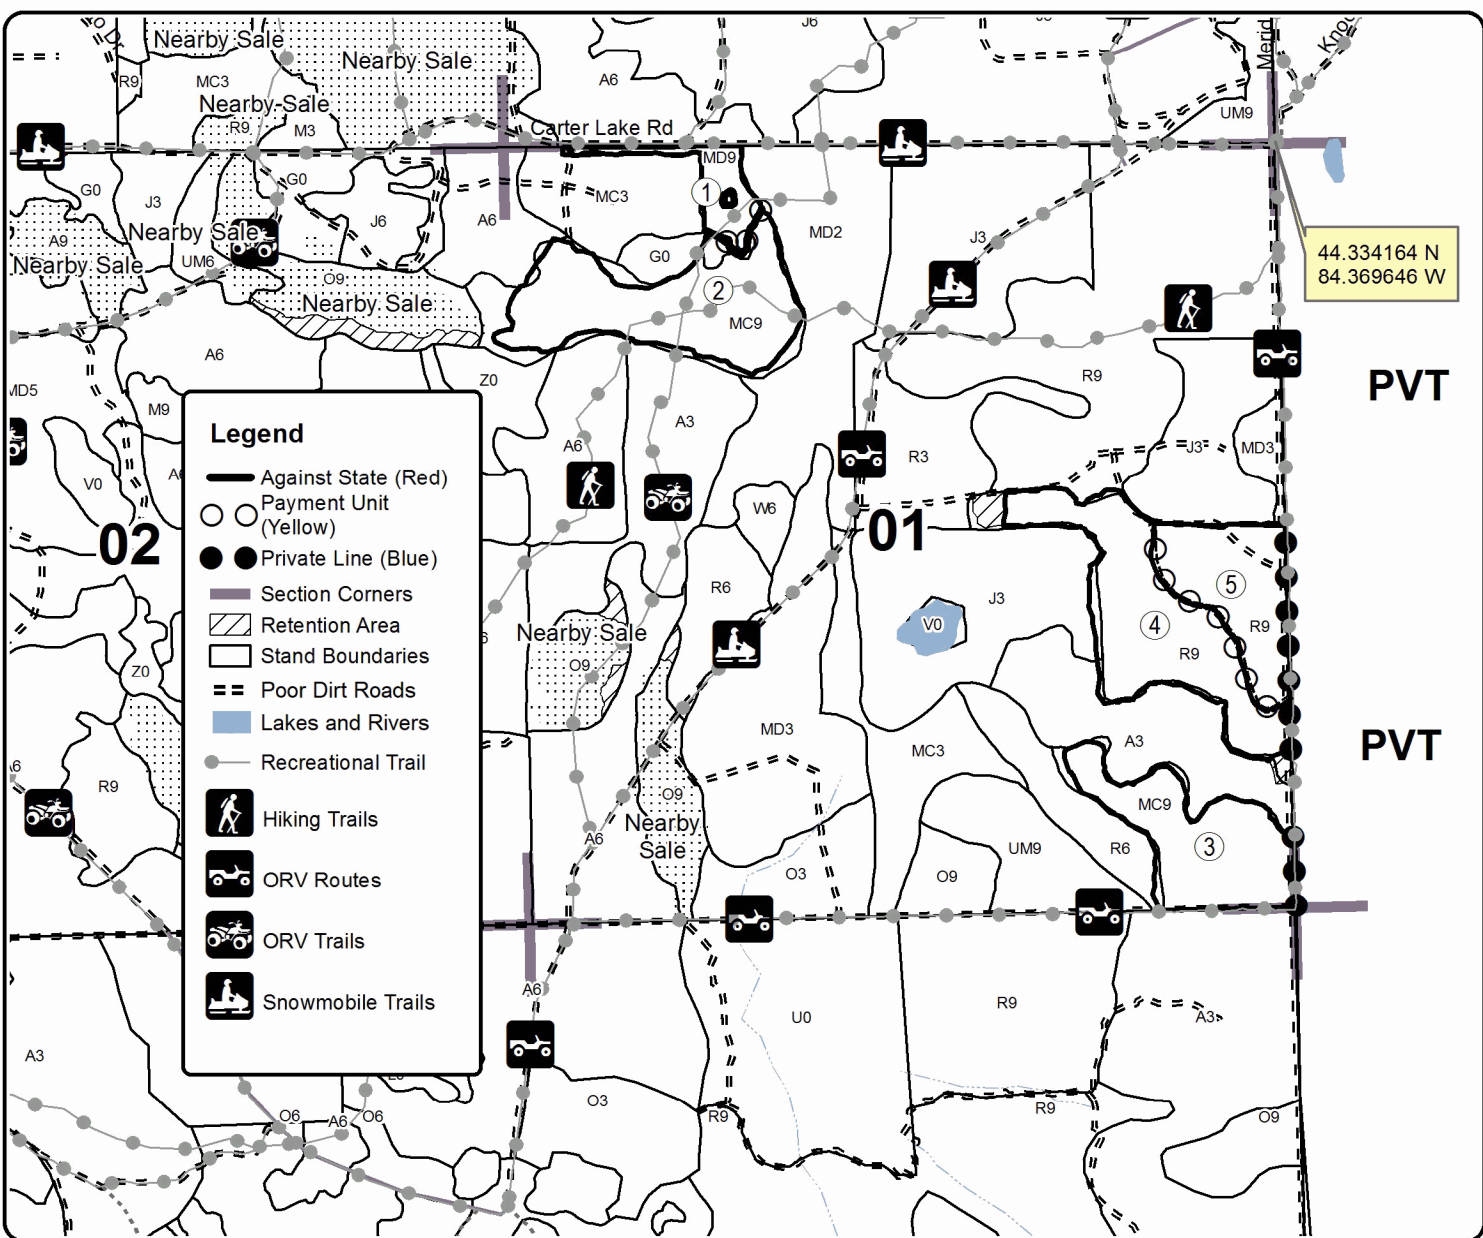 Nearby Sale
Nearby Sale
J6
Merid
R9
MC3
A6
Nearby Sale
R9
M3
UM9
Carter Lake Rd
MD9
G0
G0
J3
MC3
1
A9
Nearby Sale
J6
A6
MD2
J3
44.334164 N
84.369646 W
Nearby Sale
UM6
G0
O9
Nearby Sale
2
MC9
A6
MD5
Z0
R9
PVT
M9
A3
Legend
A6
R3
J3
MD3
Against State (Red)
V0
Payment Unit
(Yellow)
W6
01
02
Private Line (Blue)
Section Corners
R6
5
Retention Area
Nearby Sale
V0
J3
4
R9
Stand Boundaries
O9
R9
Z0
Poor Dirt Roads
Lakes and Rivers
MD3
MC3
A3
PVT
Recreational Trail
R9
O9
MC9
Hiking Trails
Nearby
Sale
A6
UM9
R6
3
ORV Routes
O3
O9
ORV Trails
A6
Snowmobile Trails
R9
U0
A3
A3
O3
R9
R9
O9
O6
A6
O6